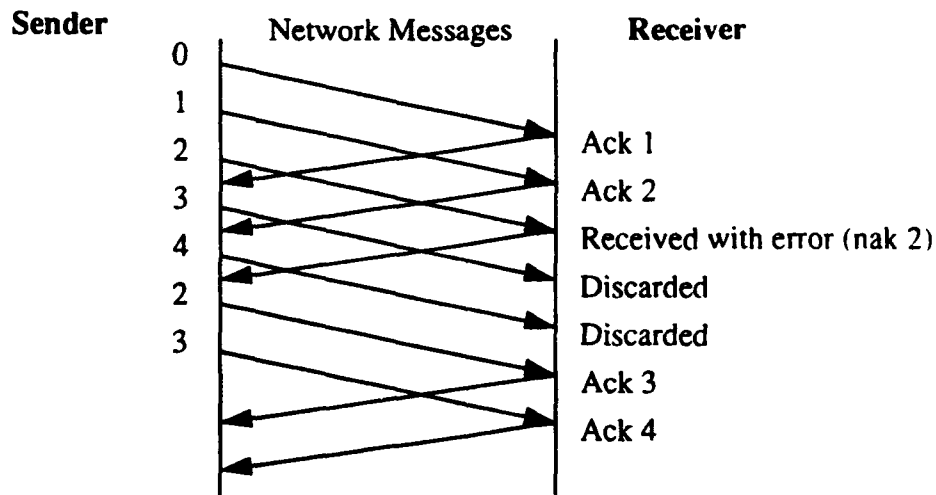 Sender
Network Messages
Receiver
0
1
2
3
4
2
3
Ack 1
Ack 2
Received with error (nak 2)
Discarded
Discarded
Ack 3
Ack 4